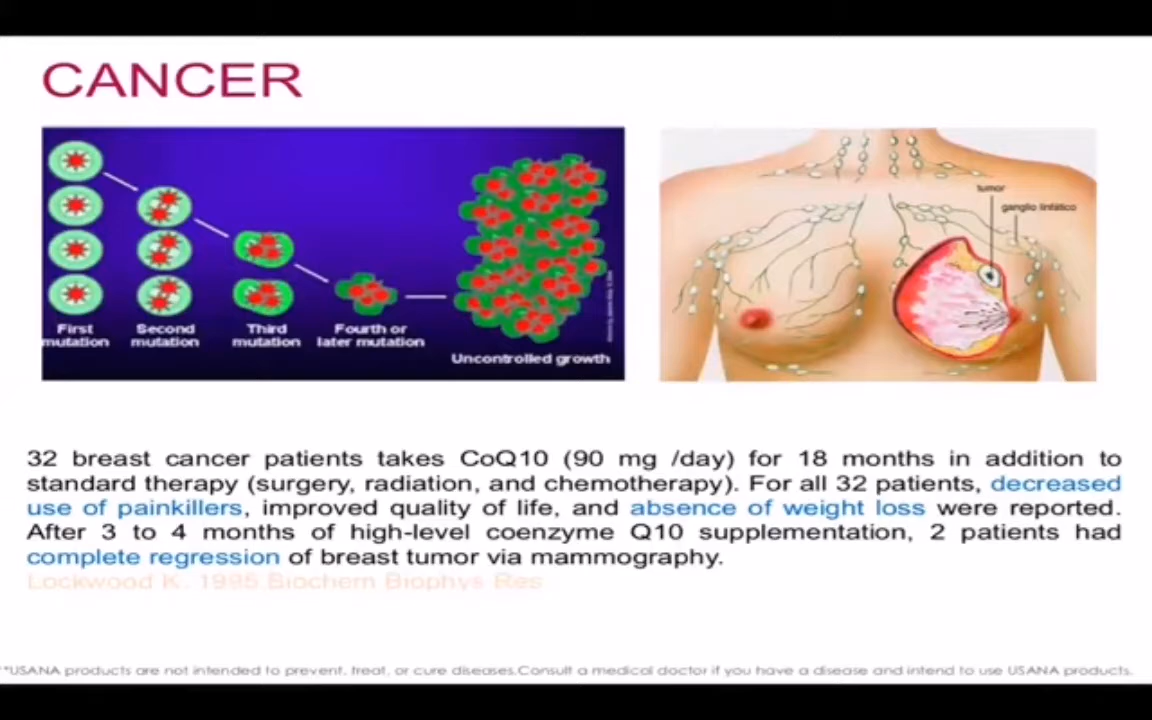 CANCER
tumor
ganglio linfático
First mutation
Second mutation
Third mutation
Fourth or later mutation
Uncontrolled growth
32 breast cancer patients takes CoQ10 (90 mg /day) for 18 months in addition to
standard therapy (surgery, radiation, and chemotherapy). For all 32 patients, decreased
use of painkillers, improved quality of life, and absence of weight loss were reported.
After 3 to 4 months of high-level coenzyme Q10 supplementation, 2 patients had
complete regression of breast tumor via mammography.
Lockwood K. 1995 Biochem Biophys Res
**USANA products are not intended to prevent, treat, or cure diseases.Consult a medical doctor if you have a disease and intend to use USANA products.